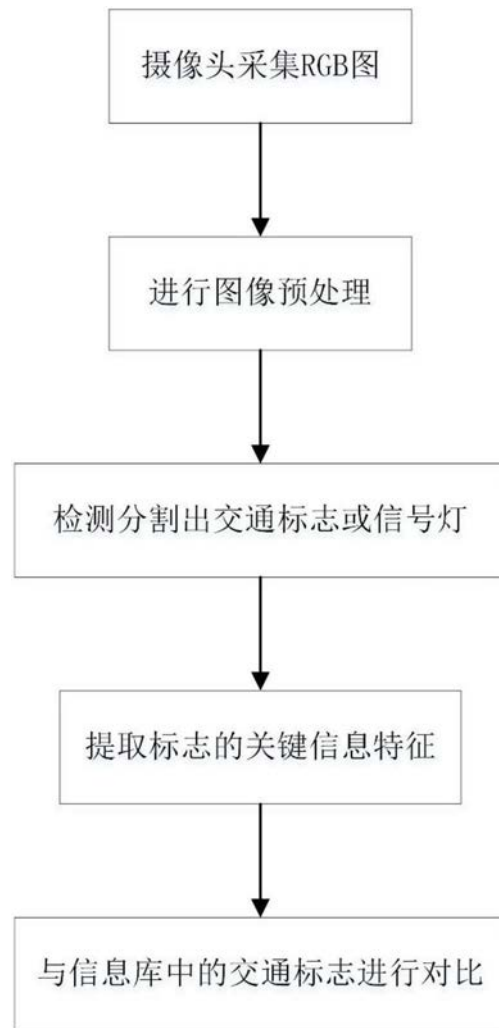 摄像头采集RGB图
进行图像预处理
检测分割出交通标志或信号灯
提取标志的关键信息特征
与信息库中的交通标志进行对比